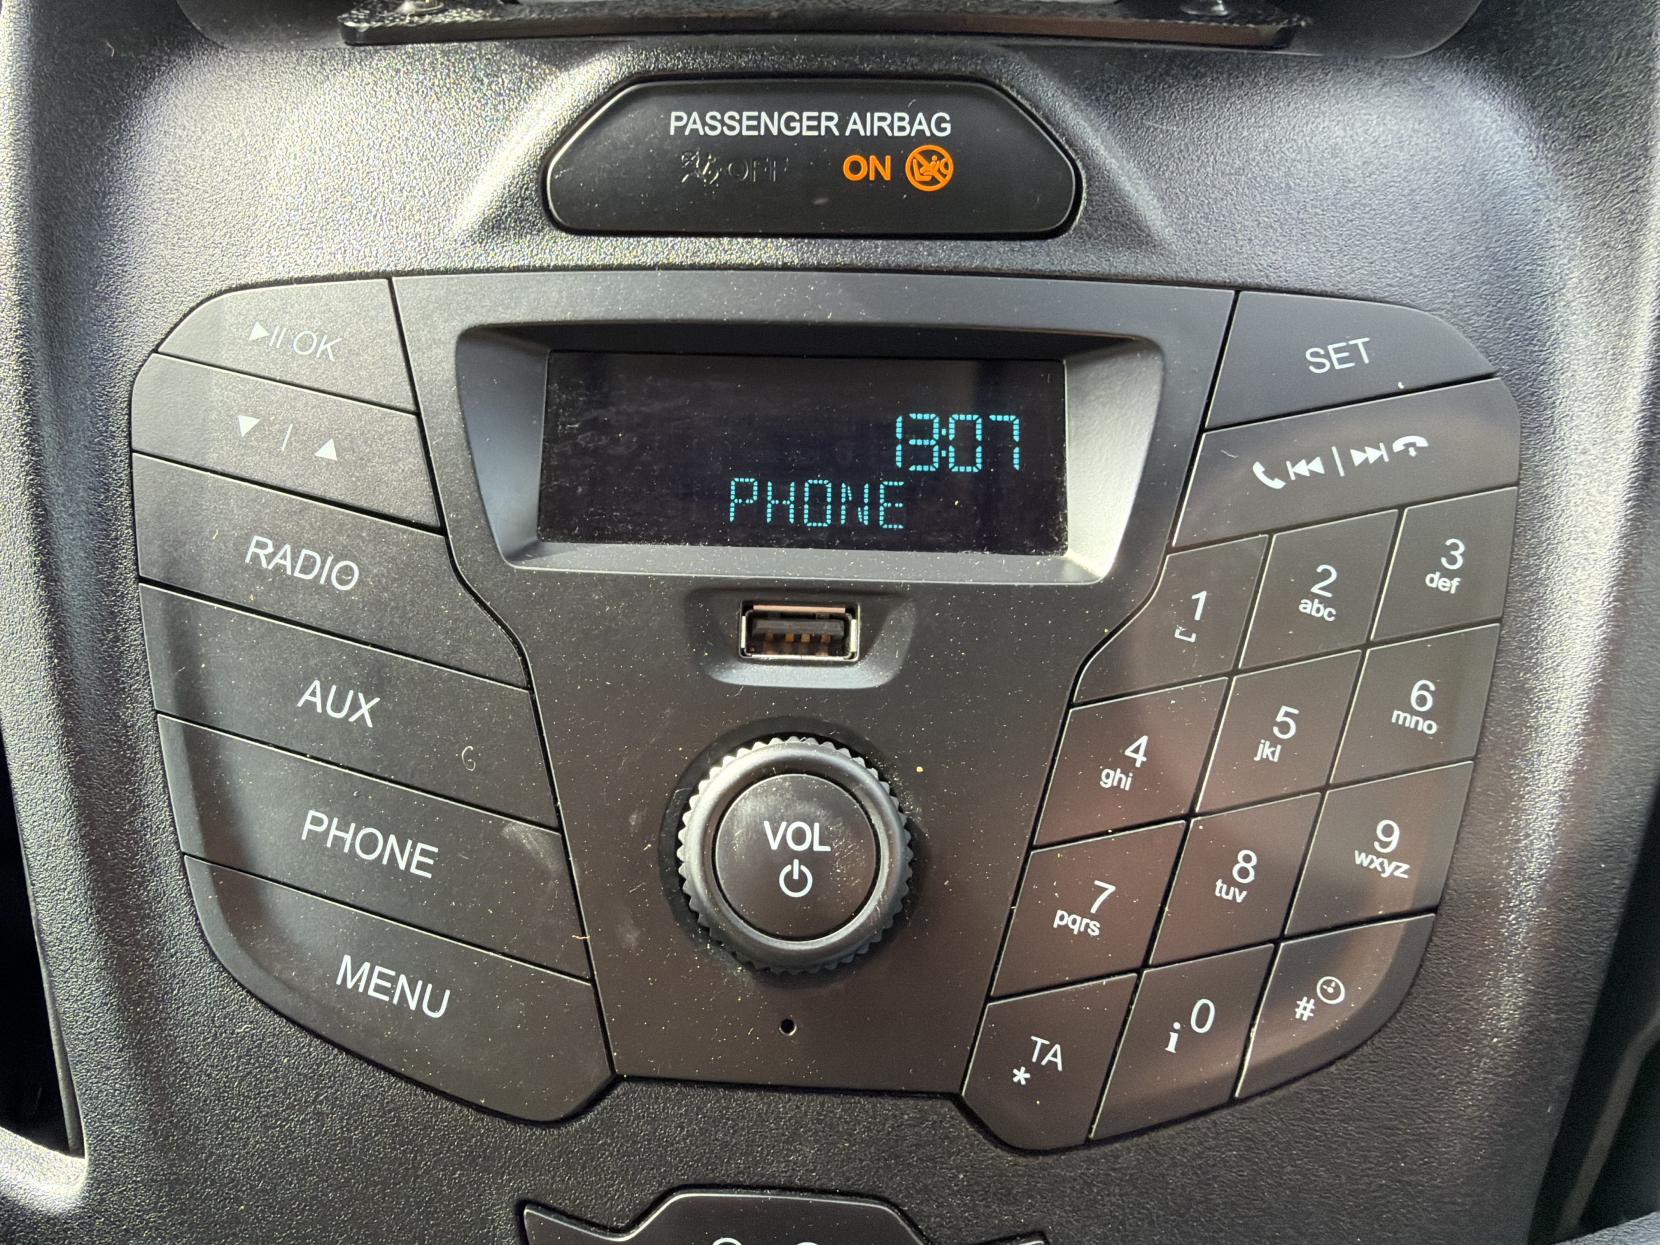 PASSENGER AIRBAG
OFF ON
OK
SET
13:07
PHONE
RADIO
AUX
PHONE
MENU
VOL
1
2 abc
3 def
4 ghi
5 jkl
6 mno
7 pqrs
8 tuv
9 wxyz
TA *
i 0
#